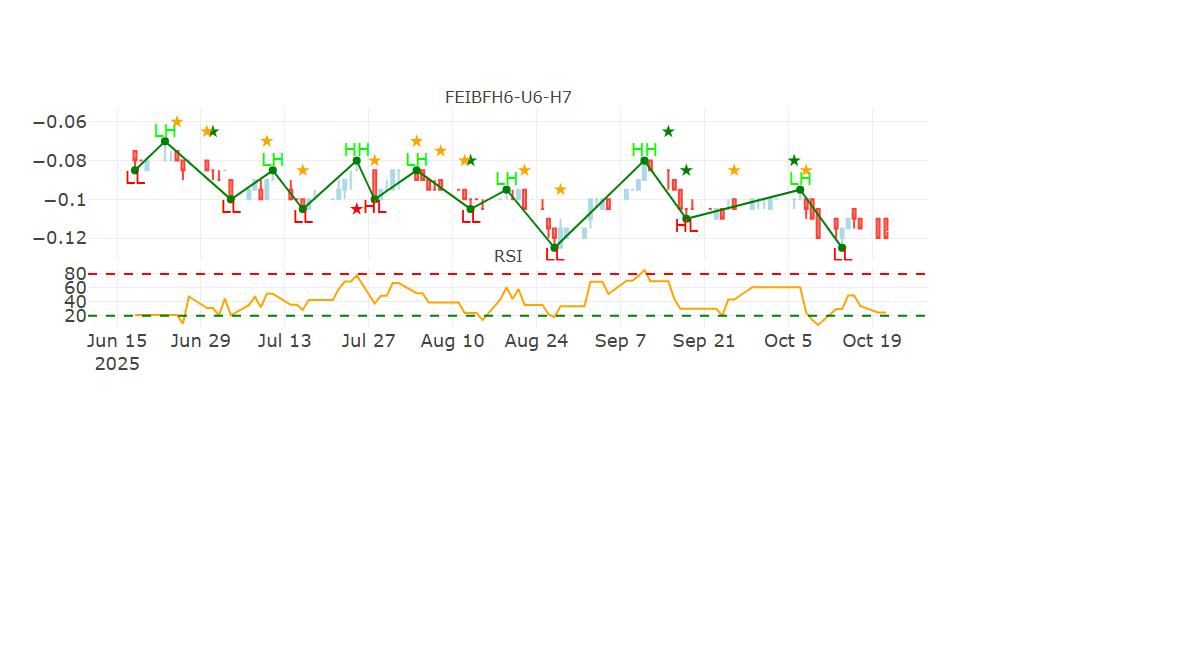 FEIBFH6-U6-H7
−0.06
−0.08
−0.1
−0.12
LL
LH
LL
LH
LL
HH
HL
LH
LL
LH
LL
HH
HL
LH
LL
RSI
80
60
40
20
Jun 15 Jun 29 Jul 13 Jul 27 Aug 10 Aug 24 Sep 7 Sep 21 Oct 5 Oct 19
2025